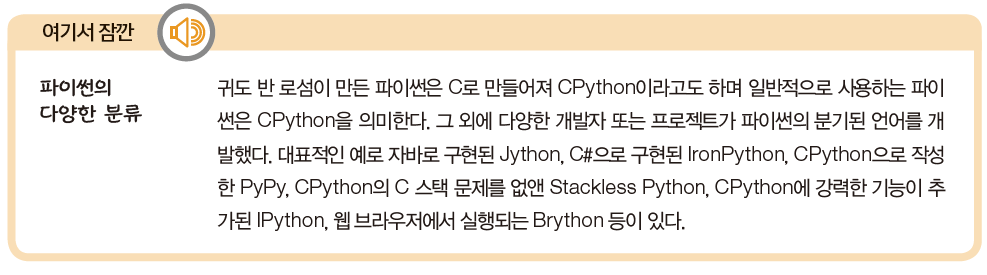 여기서 잠깐
파이썬의
다양한 분류
귀도 반 로섬이 만든 파이썬은 C로 만들어져 CPython이라고도 하며 일반적으로 사용하는 파이
썬은 CPython을 의미한다. 그 외에 다양한 개발자 또는 프로젝트가 파이썬의 분기된 언어를 개
발했다. 대표적인 예로 자바로 구현된 Jython, C#으로 구현된 IronPython, CPython으로 작성
한 PyPy, CPython의 C 스택 문제를 없앤 Stackless Python, CPython에 강력한 기능이 추
가된 IPython, 웹 브라우저에서 실행되는 Brython 등이 있다.